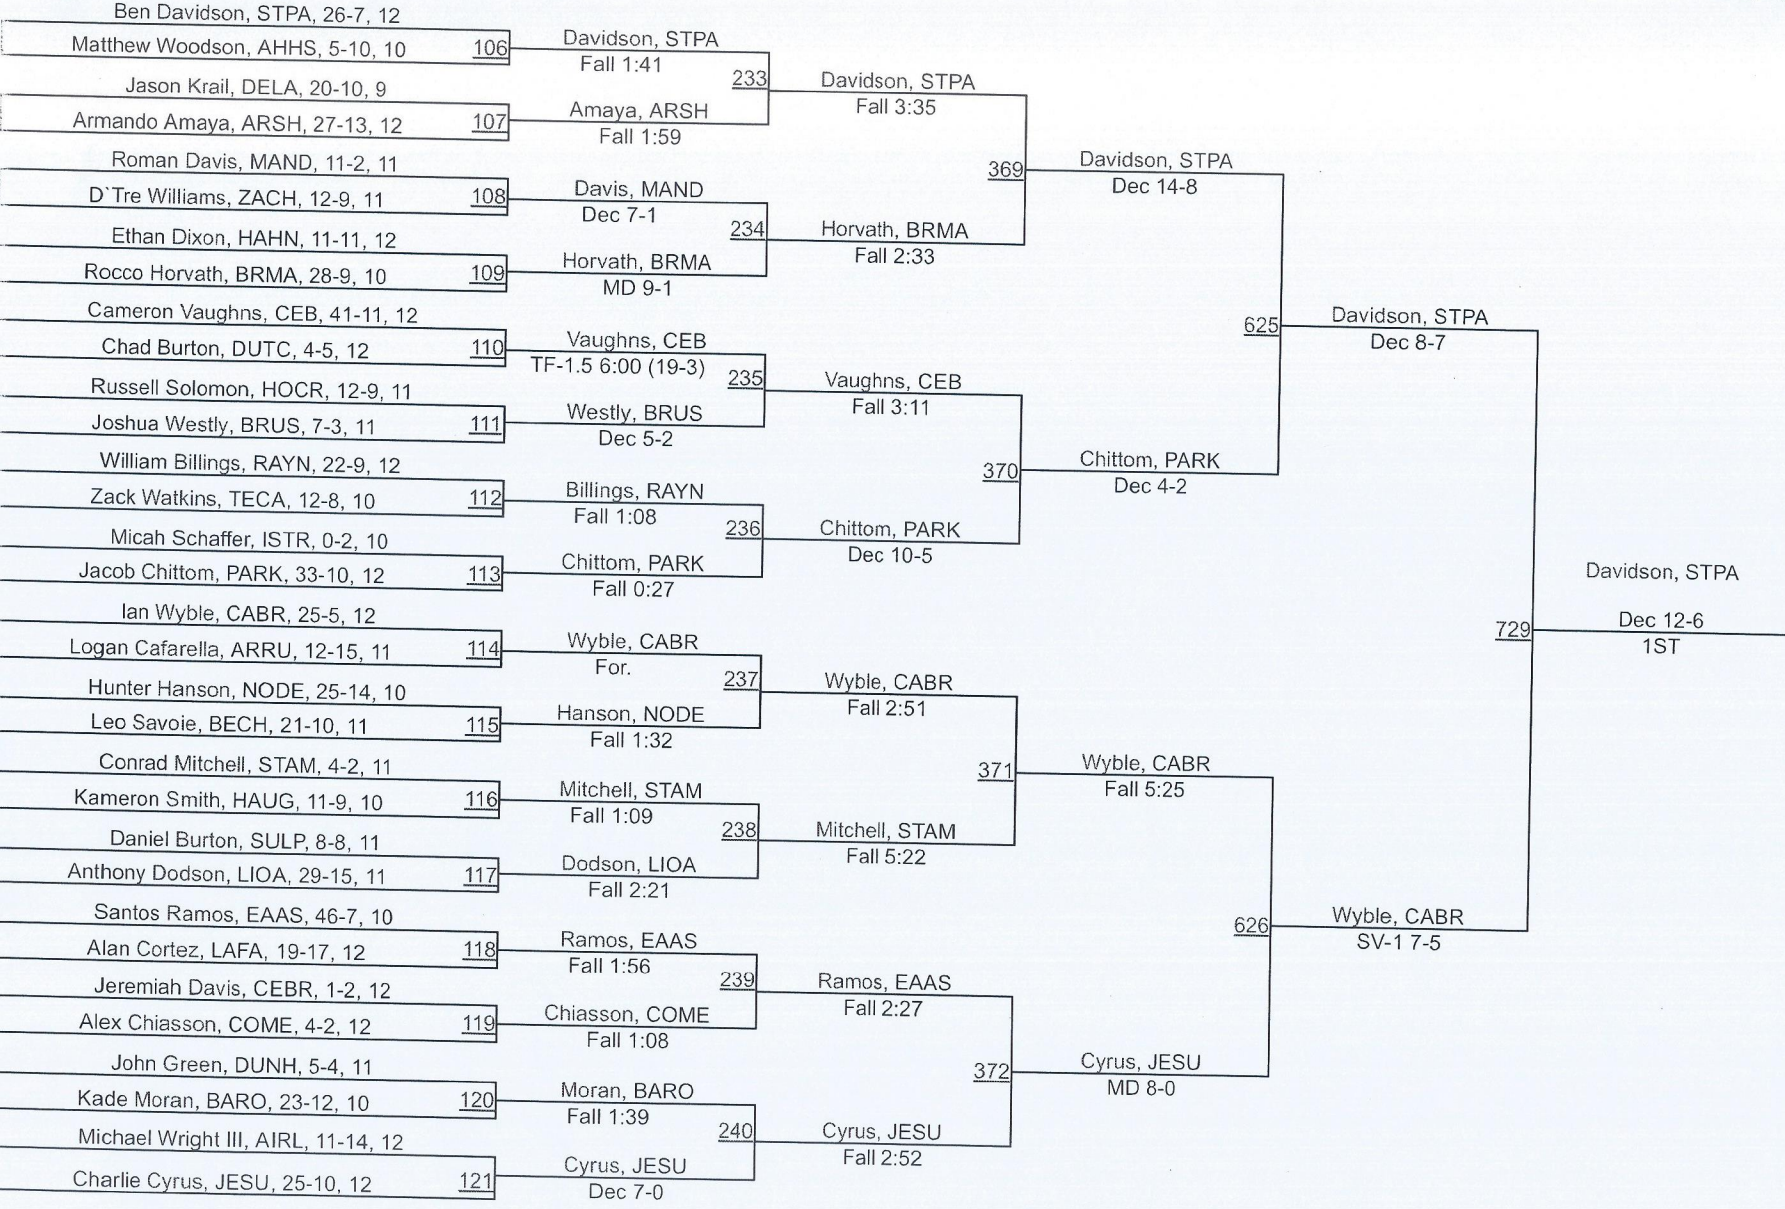 Ben Davidson, STPA, 26-7, 12
Matthew Woodson, AHHS, 5-10, 10
106
Jason Krail, DELA, 20-10, 9
Armando Amaya, ARSH, 27-13, 12
107
Roman Davis, MAND, 11-2, 11
D`Tre Williams, ZACH, 12-9, 11
108
Ethan Dixon, HAHN, 11-11, 12
Rocco Horvath, BRMA, 28-9, 10
109
Cameron Vaughns, CEB, 41-11, 12
Chad Burton, DUTC, 4-5, 12
110
Russell Solomon, HOCR, 12-9, 11
Joshua Westly, BRUS, 7-3, 11
111
William Billings, RAYN, 22-9, 12
Zack Watkins, TECA, 12-8, 10
112
Micah Schaffer, ISTR, 0-2, 10
Jacob Chittom, PARK, 33-10, 12
113
Ian Wyble, CABR, 25-5, 12
Logan Cafarella, ARRU, 12-15, 11
114
Hunter Hanson, NODE, 25-14, 10
Leo Savoie, BECH, 21-10, 11
115
Conrad Mitchell, STAM, 4-2, 11
Kameron Smith, HAUG, 11-9, 10
116
Daniel Burton, SULP, 8-8, 11
Anthony Dodson, LIOA, 29-15, 11
117
Santos Ramos, EAAS, 46-7, 10
Alan Cortez, LAFA, 19-17, 12
118
Jeremiah Davis, CEBR, 1-2, 12
Alex Chiasson, COME, 4-2, 12
119
John Green, DUNH, 5-4, 11
Kade Moran, BARO, 23-12, 10
120
Michael Wright III, AIRL, 11-14, 12
Charlie Cyrus, JESU, 25-10, 12
121
Davidson, STPA
Fall 1:41
233
Amaya, ARSH
Fall 1:59
Davis, MAND
Dec 7-1
234
Horvath, BRMA
MD 9-1
Vaughns, CEB
TF-1.5 6:00 (19-3)
235
Westly, BRUS
Dec 5-2
Billings, RAYN
Fall 1:08
236
Chittom, PARK
Fall 0:27
Wyble, CABR
For.
237
Hanson, NODE
Fall 1:32
Mitchell, STAM
Fall 1:09
238
Dodson, LIOA
Fall 2:21
Ramos, EAAS
Fall 1:56
239
Chiasson, COME
Fall 1:08
Moran, BARO
Fall 1:39
240
Cyrus, JESU
Dec 7-0
Davidson, STPA
Fall 3:35
369
Horvath, BRMA
Fall 2:33
Vaughns, CEB
Fall 3:11
370
Chittom, PARK
Dec 10-5
Wyble, CABR
Fall 2:51
371
Mitchell, STAM
Fall 5:22
Ramos, EAAS
Fall 2:27
372
Cyrus, JESU
Fall 2:52
Davidson, STPA
Dec 14-8
625
Chittom, PARK
Dec 4-2
Wyble, CABR
Fall 5:25
626
Cyrus, JESU
MD 8-0
Davidson, STPA
Dec 8-7
729
Wyble, CABR
SV-1 7-5
Davidson, STPA
Dec 12-6
1ST